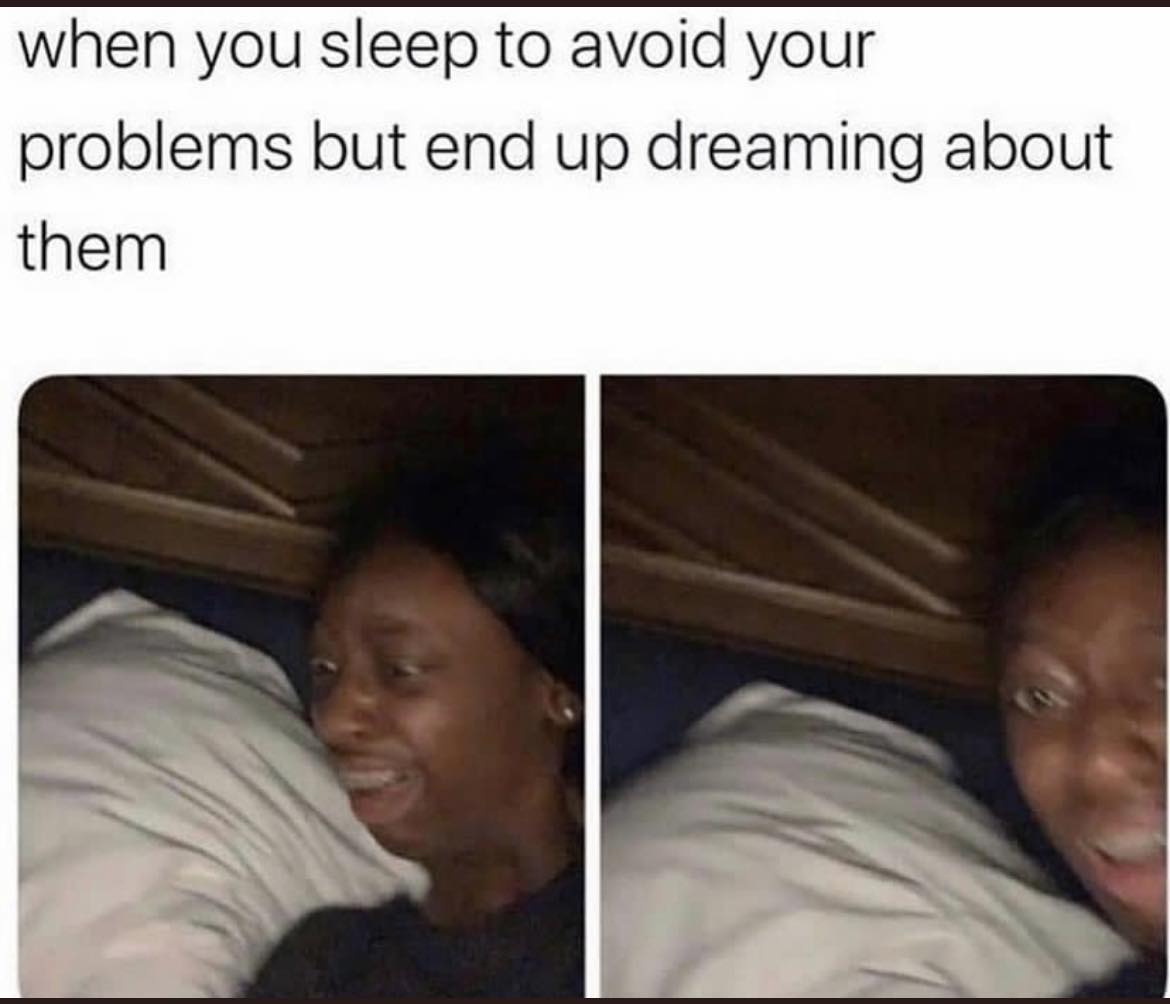 when you sleep to avoid your
problems but end up dreaming about
them